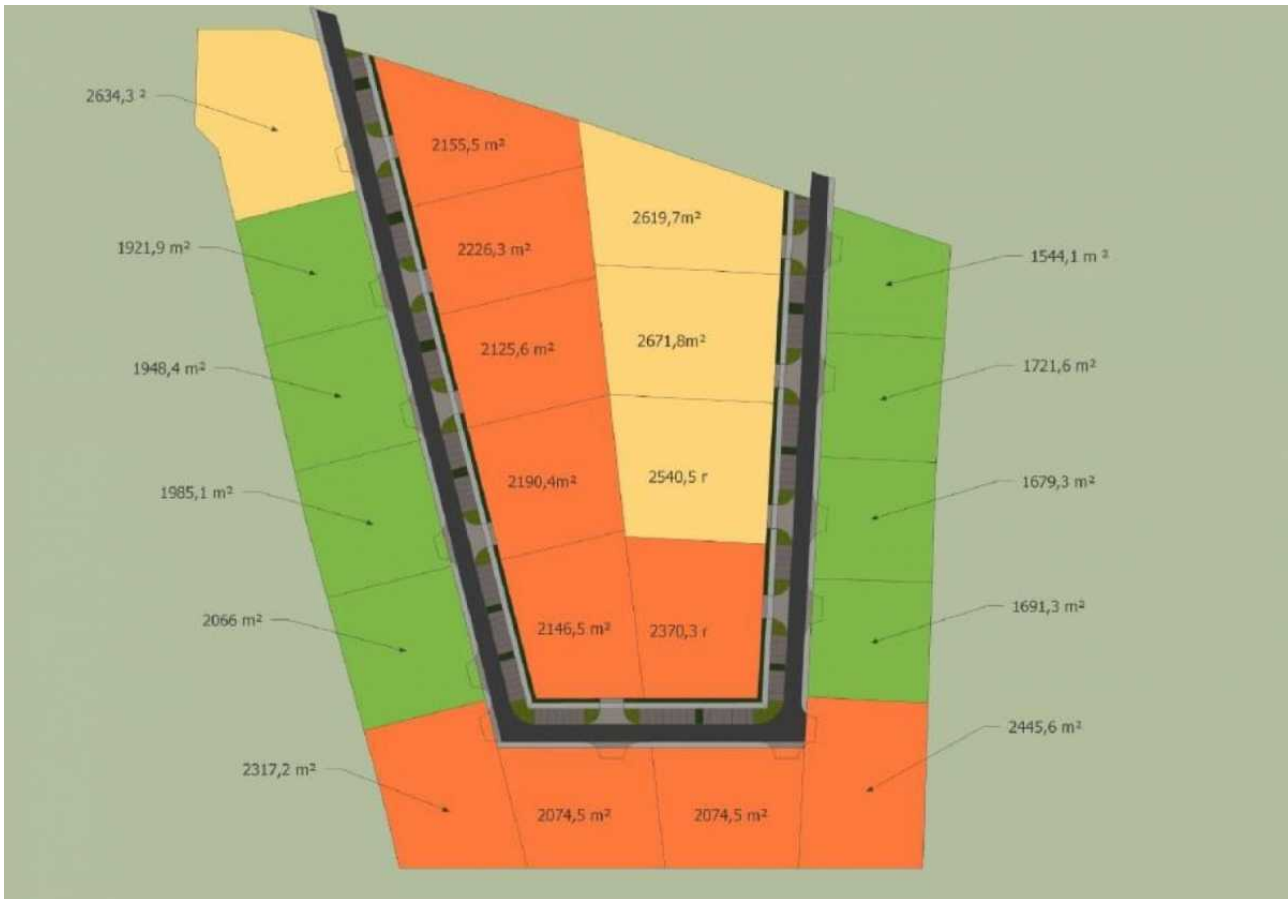 2634,3 ²
2155,5 m²
2619,7m²
1921,9 m²
2226,3 m²
1544,1 m ²
2671,8m²
2125,6 m²
1948,4 m²
1721,6 m²
2190,4m²
2540,5 r
1985,1 m²
1679,3 m²
2066 m²
2146,5 m²
2370,3 r
1691,3 m²
2445,6 m²
2317,2 m²
2074,5 m²
2074,5 m²